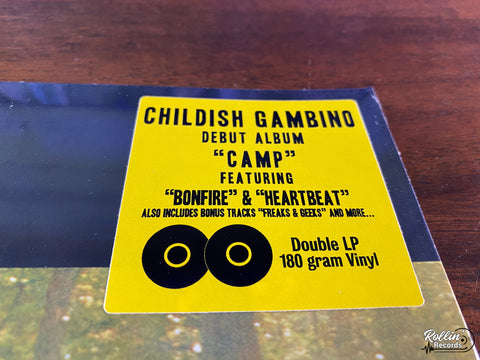 CHILDISH GAMBINO
DEBUT ALBUM
"CAMP"
FEATURING
"BONFIRE" & "HEARTBEAT"
ALSO INCLUDES BONUS TRACKS "FREAKS & GEEKS" AND MORE...
Double LP
180 gram Vinyl
Rollin
Records